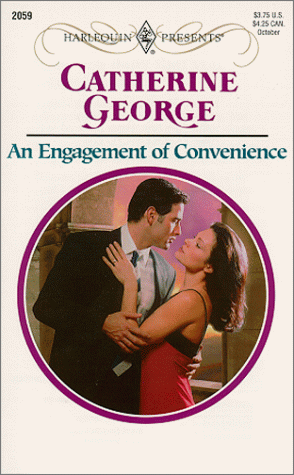 2059
HARLEQUIN PRESENTS®
$3.75 U.S.
$4.25 CAN.
October
CATHERINE
GEORGE
An Engagement of Convenience